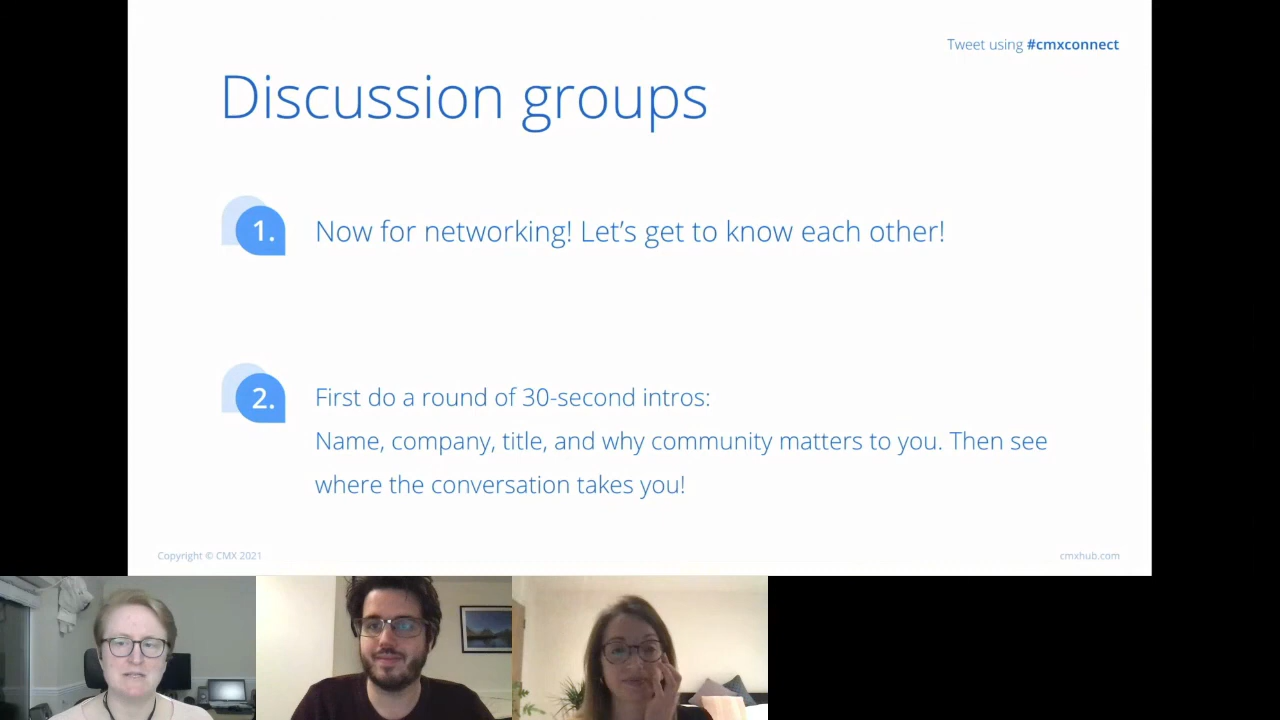 Tweet using #cmxconnect
Discussion groups
1. Now for networking! Let's get to know each other!
2. First do a round of 30-second intros:
Name, company, title, and why community matters to you. Then see
where the conversation takes you!
Copyright © CMX 2021
cmxhub.com